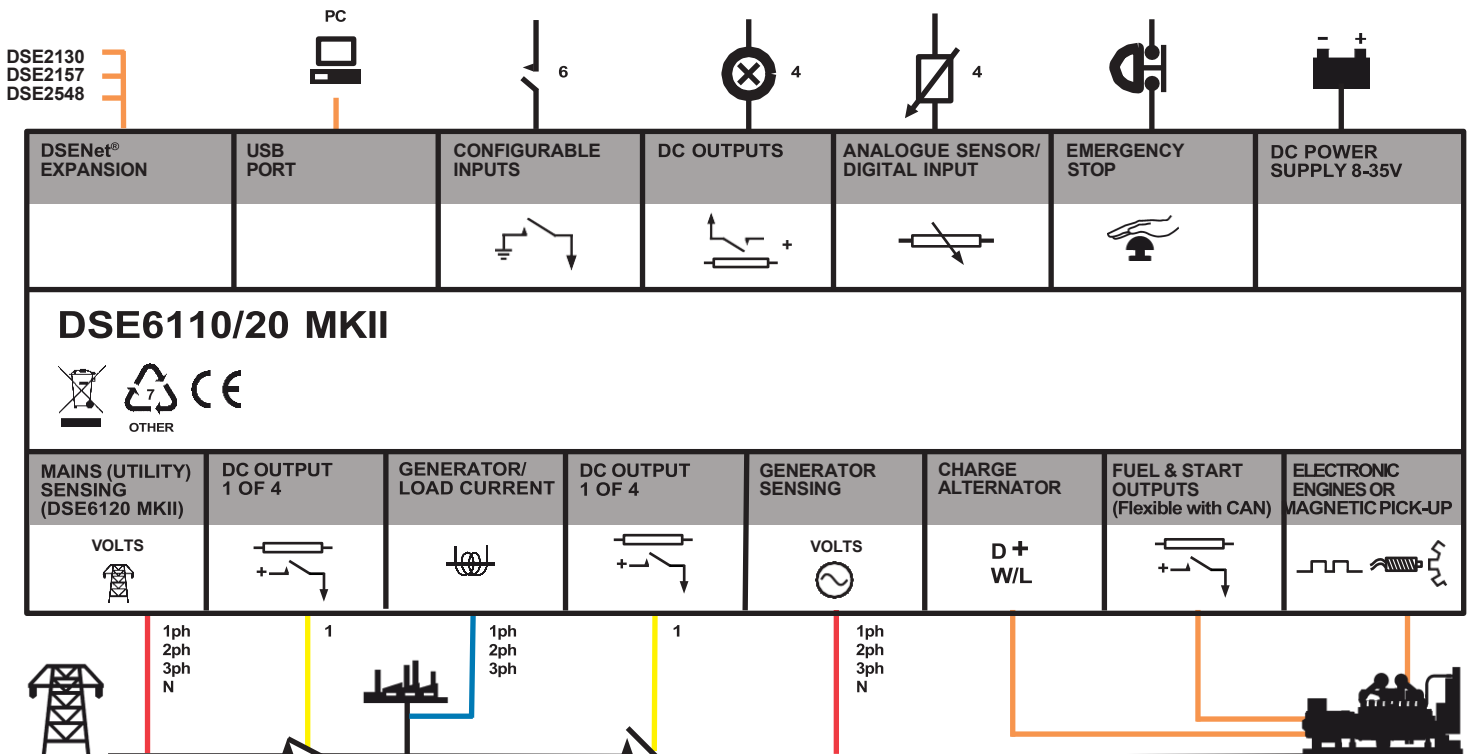 PC
DSE2130
DSE2157
DSE2548
6
4
4
- +
DSENet®
EXPANSION
USB
PORT
CONFIGURABLE
INPUTS
DC OUTPUTS
ANALOGUE SENSOR/
DIGITAL INPUT
EMERGENCY
STOP
DC POWER
SUPPLY 8-35V
+
DSE6110/20 MKII
7
CE
OTHER
MAINS (UTILITY)
SENSING
(DSE6120 MKII)
DC OUTPUT
1 OF 4
GENERATOR/
LOAD CURRENT
DC OUTPUT
1 OF 4
GENERATOR
SENSING
CHARGE
ALTERNATOR
FUEL & START
OUTPUTS
(Flexible with CAN)
ELECTRONIC
ENGINES OR
MAGNETIC PICK-UP
VOLTS
+
+
VOLTS
D+
W/L
+
1ph
2ph
3ph
N
1
1ph
2ph
3ph
1
1ph
2ph
3ph
N